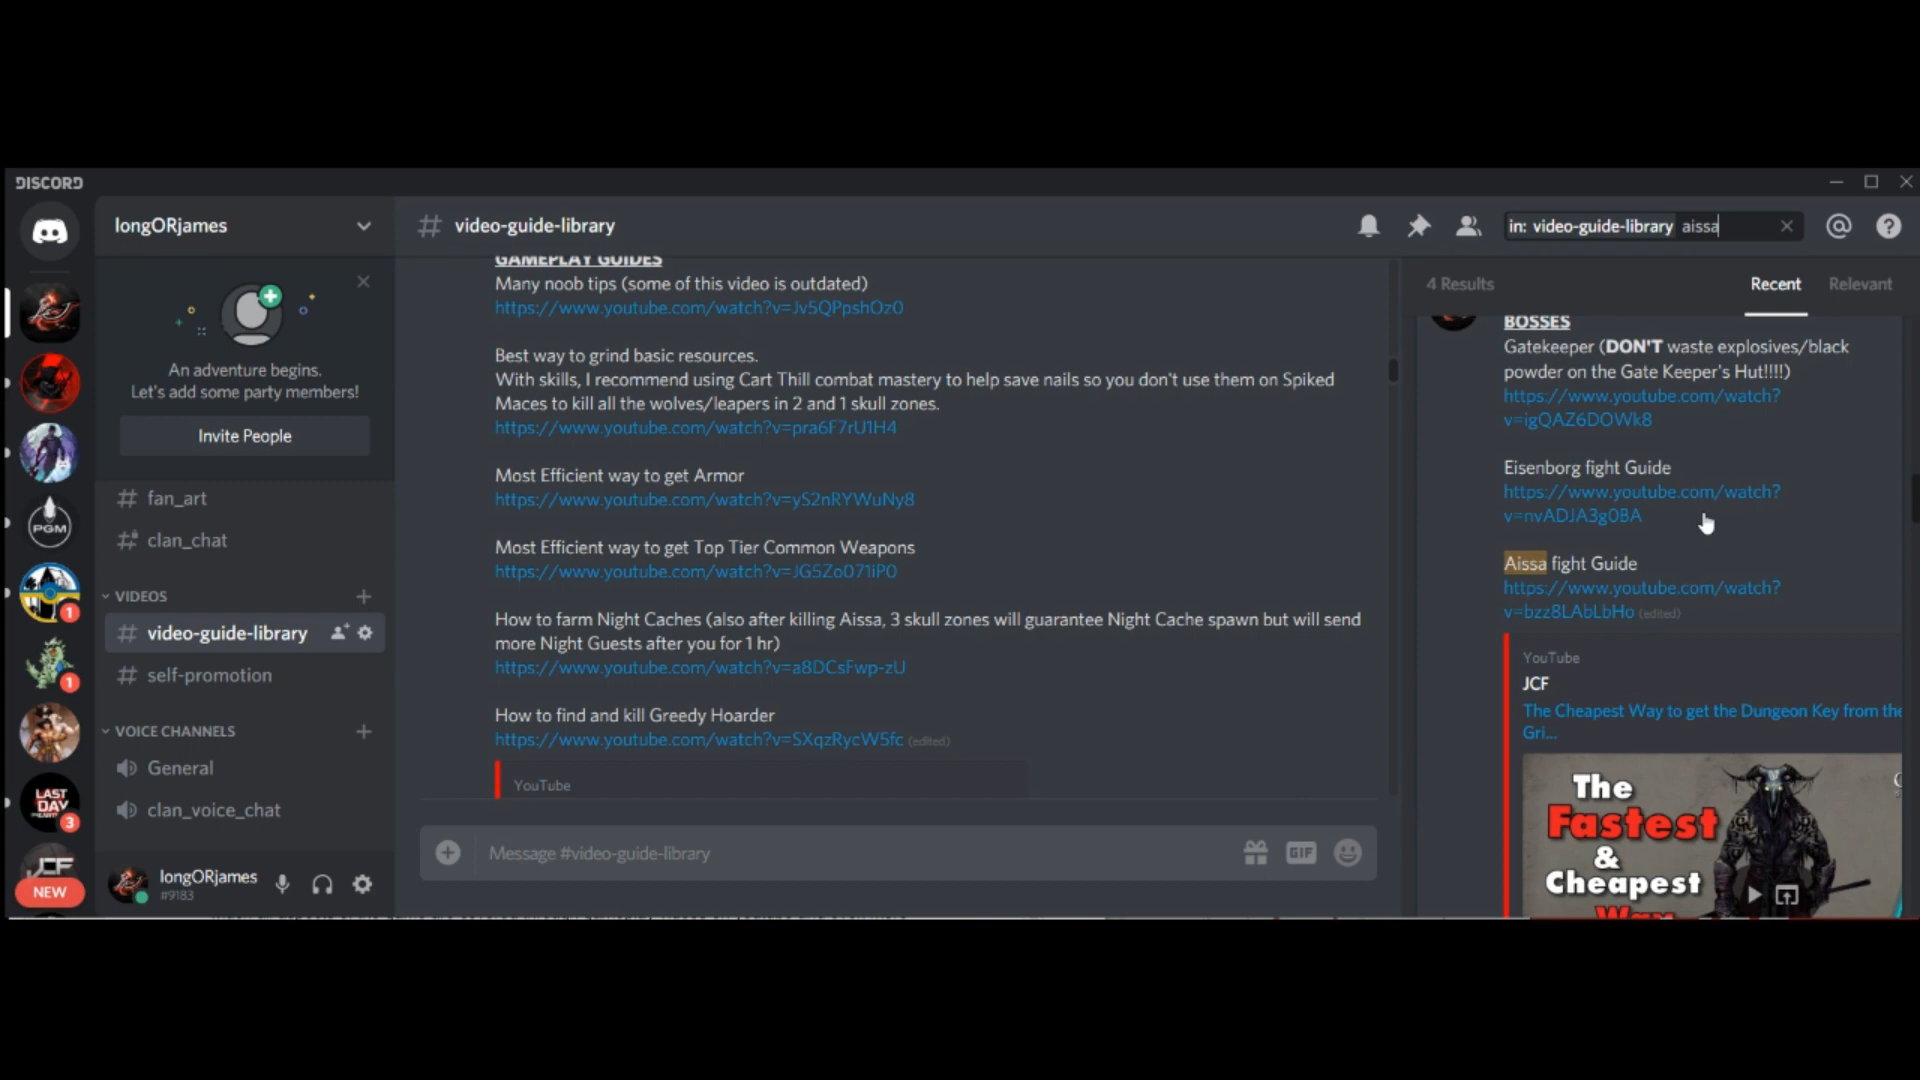 DISCORD
longORjames
# video-guide-library
in: video-guide-library aissa
An adventure begins.
Let's add some party members!
Invite People
# fan_art
# clan_chat
VIDEOS
# video-guide-library
# self-promotion
VOICE CHANNELS
General
clan_voice_chat
longORjames
#9183
PGM
1
1
LAST
DAY
3
JCF
NEW
GAMEPLAY GUIDES
Many noob tips (some of this video is outdated)
https://www.youtube.com/watch?v=Jv5QPpshOz0
Best way to grind basic resources.
With skills, I recommend using Cart Thill combat mastery to help save nails so you don't use them on Spiked
Maces to kill all the wolves/leapers in 2 and 1 skull zones.
https://www.youtube.com/watch?v=pra6F7rU1H4
Most Efficient way to get Armor
https://www.youtube.com/watch?v=yS2nRYWuNy8
Most Efficient way to get Top Tier Common Weapons
https://www.youtube.com/watch?v=JG5Zo071iP0
How to farm Night Caches (also after killing Aissa, 3 skull zones will guarantee Night Cache spawn but will send
more Night Guests after you for 1 hr)
https://www.youtube.com/watch?v=a8DCsFwp-zU
How to find and kill Greedy Hoarder
https://www.youtube.com/watch?v=SXqzRycW5fc (edited)
YouTube
Message #video-guide-library
GIF
4 Results
Recent
Relevant
BOSSES
Gatekeeper (DON'T waste explosives/black
powder on the Gate Keeper's Hut!!!!)
https://www.youtube.com/watch?
v=igQAZ6DOWk8
Eisenborg fight Guide
https://www.youtube.com/watch?
v=nvADJA3g0BA
Aissa fight Guide
https://www.youtube.com/watch?
v=bzz8LAbLbHo (edited)
YouTube
JCF
The Cheapest Way to get the Dungeon Key from the
Gri...
The
Fastest
&
Cheapest
Way